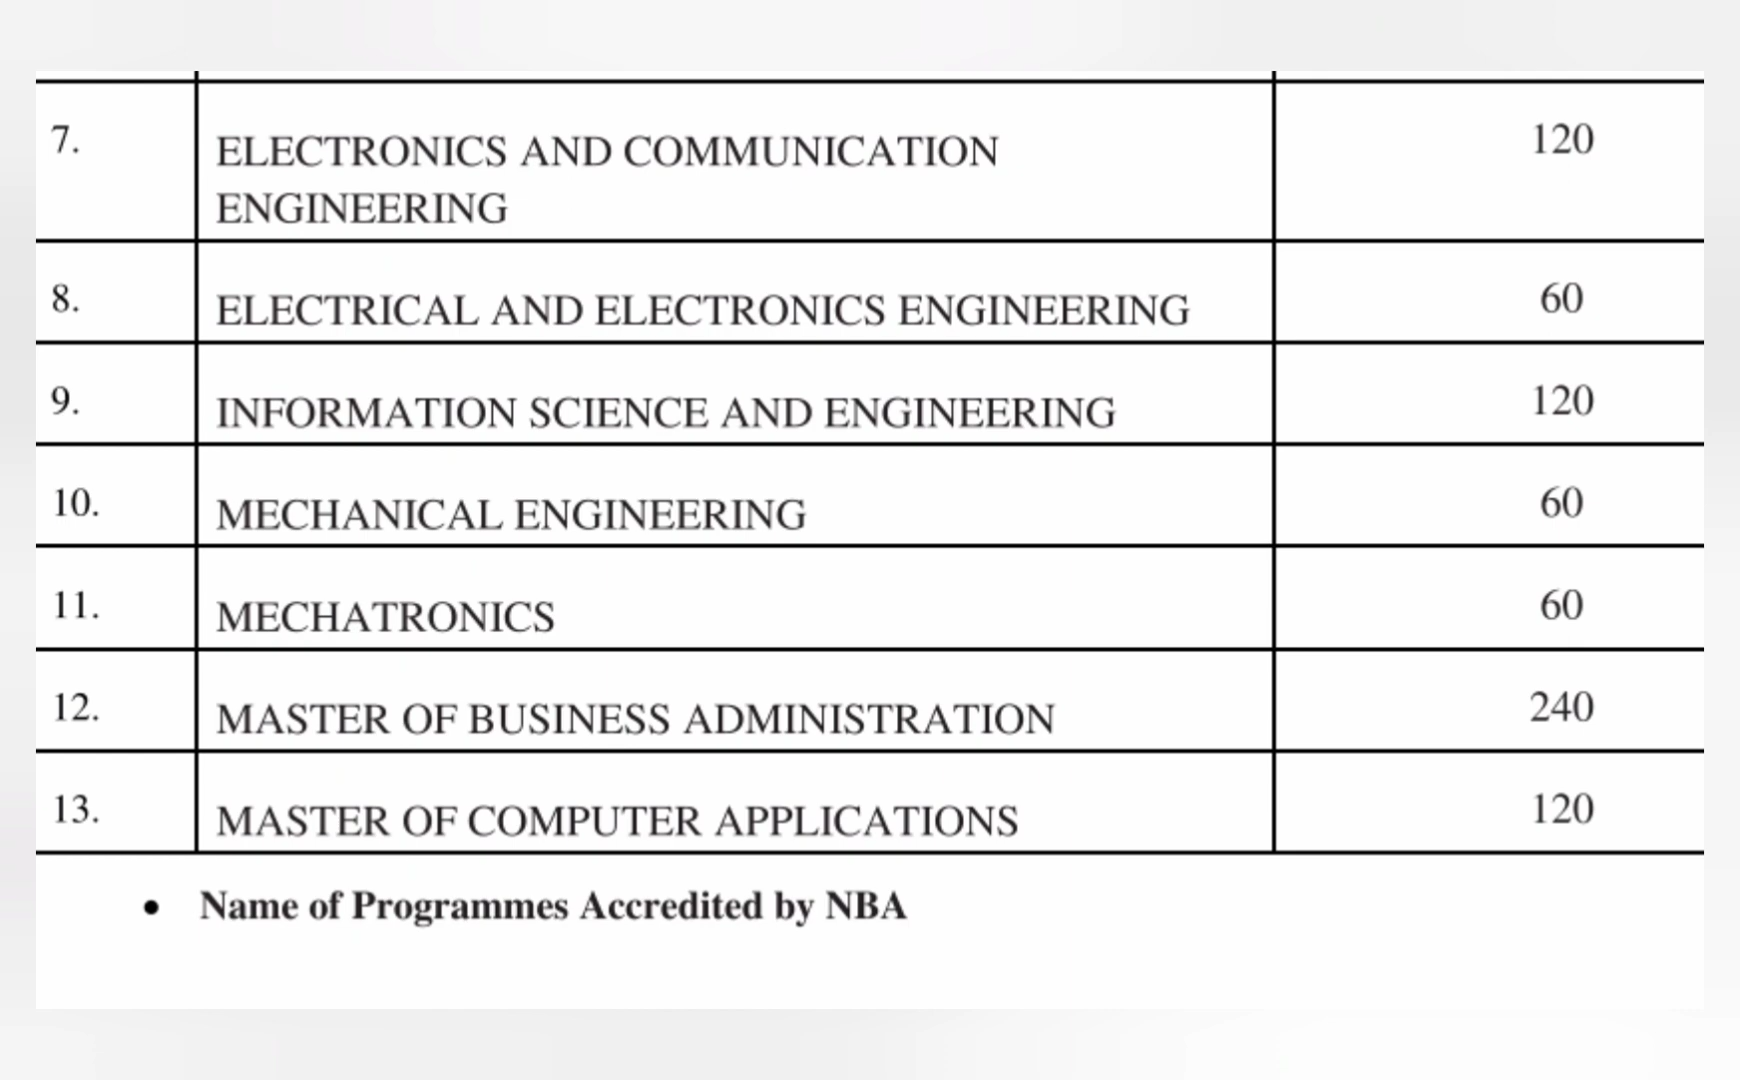 7. ELECTRONICS AND COMMUNICATION 120
ENGINEERING
8. ELECTRICAL AND ELECTRONICS ENGINEERING 60
9. INFORMATION SCIENCE AND ENGINEERING 120
10. MECHANICAL ENGINEERING 60
11. MECHATRONICS 60
12. MASTER OF BUSINESS ADMINISTRATION 240
13. MASTER OF COMPUTER APPLICATIONS 120
• Name of Programmes Accredited by NBA